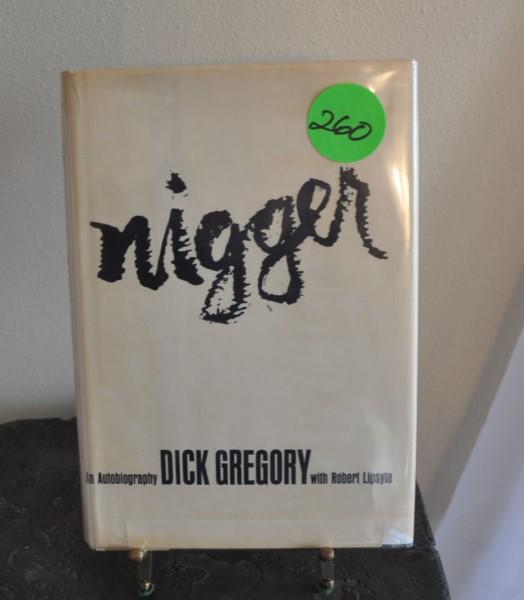 260
nigger
An Autobiography DICK GREGORY with Robert Lipsyte